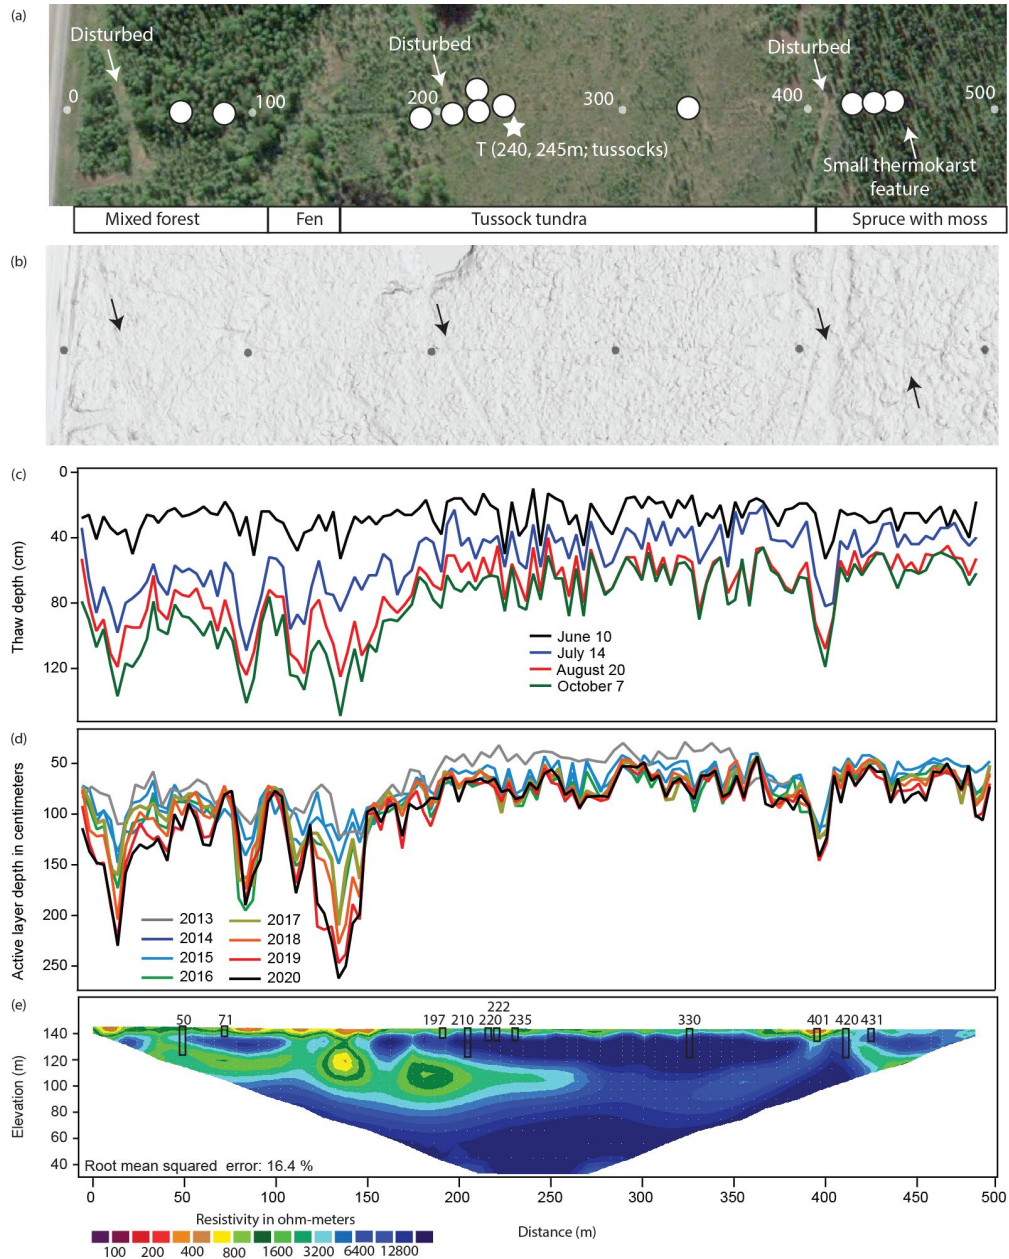 (a)
Disturbed
Disturbed
Disturbed
0
100
200
300
400
500
T (240, 245m; tussocks)
Small thermokarst
feature
Mixed forest
Fen
Tussock tundra
Spruce with moss
(b)
(c)
0
40
80
120
Thaw depth (cm)
June 10
July 14
August 20
October 7
(d)
50
100
150
200
250
Active layer depth in centimeters
2013
2014
2015
2016
2017
2018
2019
2020
(e)
50
71
197
210
220
222
235
330
401
420
431
140
120
100
80
60
40
Elevation (m)
Root mean squared error: 16.4 %
0
50
100
150
200
250
300
350
400
450
500
Resistivity in ohm-meters
Distance (m)
100
200
400
800
1600
3200
6400
12800